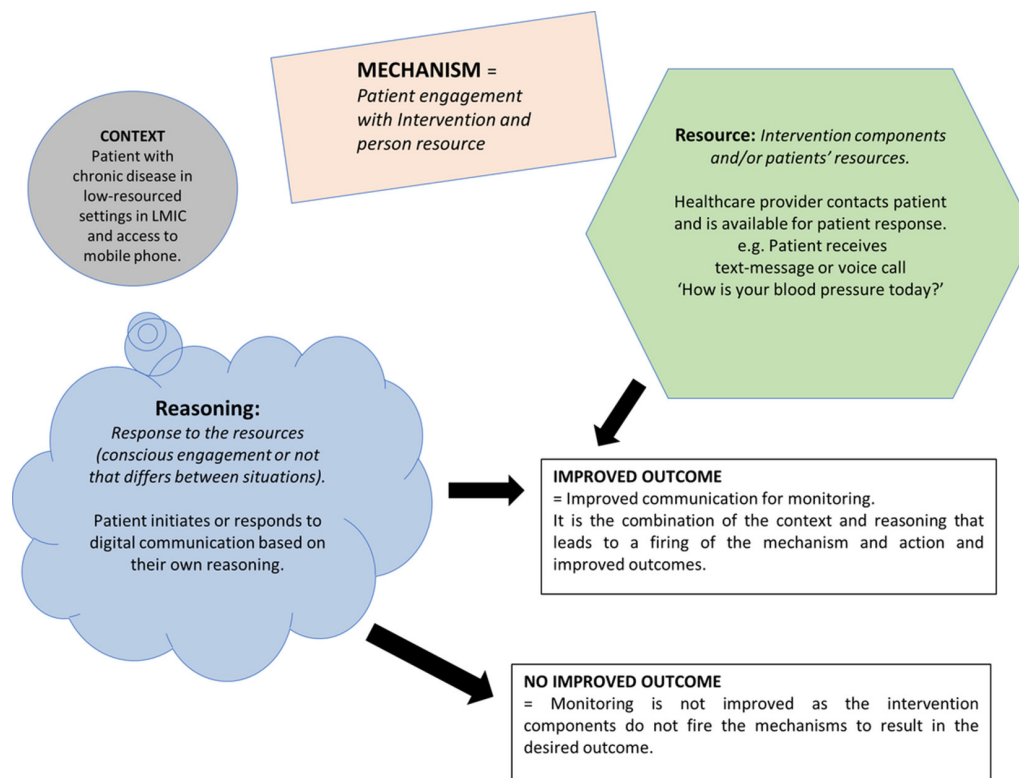 MECHANISM =
Patient engagement
with Intervention and
person resource
CONTEXT
Patient with
chronic disease in
low-resourced
settings in LMIC
and access to
mobile phone.
Resource: Intervention components
and/or patients’ resources.
Healthcare provider contacts patient
and is available for patient response.
e.g. Patient receives
text-message or voice call
‘How is your blood pressure today?’
Reasoning:
Response to the resources
(conscious engagement or not
that differs between situations).
Patient initiates or responds to
digital communication based on
their own reasoning.
IMPROVED OUTCOME
= Improved communication for monitoring.
It is the combination of the context and reasoning that
leads to a firing of the mechanism and action and
improved outcomes.
NO IMPROVED OUTCOME
= Monitoring is not improved as the intervention
components do not fire the mechanisms to result in the
desired outcome.